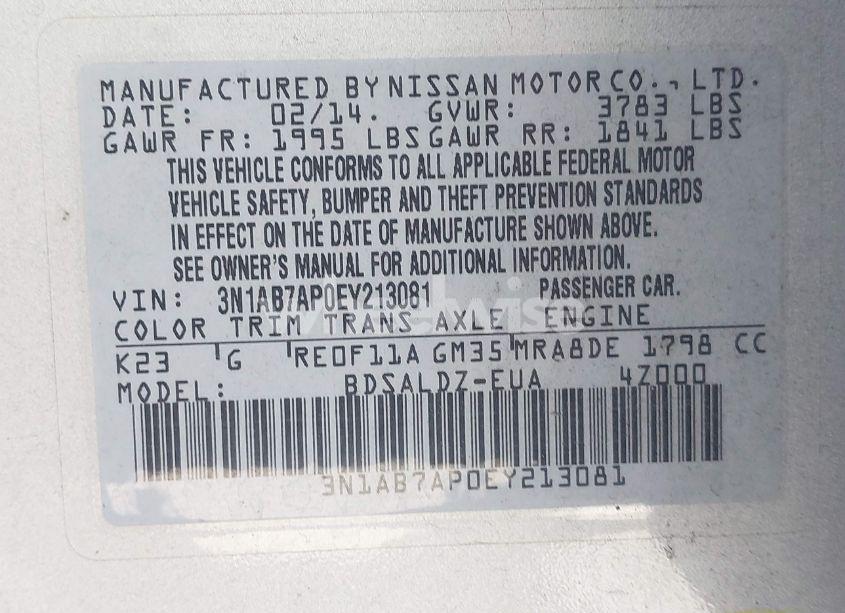 MANUFACTURED BY NISSAN MOTOR CO., LTD.
DATE: 02/14. GVWR: 3783 LBS
GAWR FR: 1995 LBS GAWR RR: 1841 LBS
THIS VEHICLE CONFORMS TO ALL APPLICABLE FEDERAL MOTOR
VEHICLE SAFETY, BUMPER AND THEFT PREVENTION STANDARDS
IN EFFECT ON THE DATE OF MANUFACTURE SHOWN ABOVE.
SEE OWNER'S MANUAL FOR ADDITIONAL INFORMATION.
VIN: 3N1AB7AP0EY213081 PASSENGER CAR.
COLOR TRIM TRANS AXLE ENGINE
K23 G RE0F11A GM35 MRA8DE 1798 CC
MODEL: BDSALDZ-EUA 4Z000
3N1AB7AP0EY213081